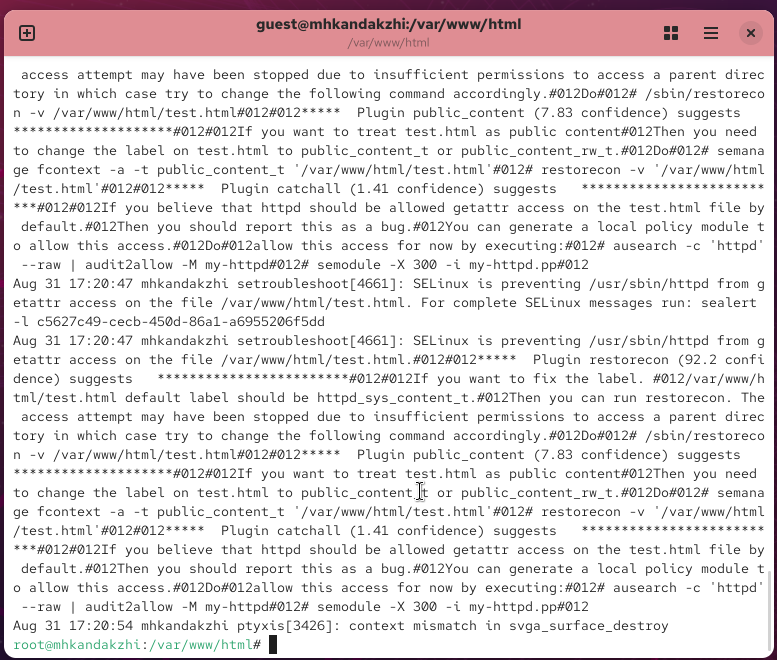 guest@mhkandakzhi:/var/www/html
/var/www/html
 access attempt may have been stopped due to insufficient permissions to access a parent direc
tory in which case try to change the following command accordingly.#012Do#012# /sbin/restoreco
n -v /var/www/html/test.html#012#012*****  Plugin public_content (7.83 confidence) suggests   
********************#012#012If you want to treat test.html as public content#012Then you need 
to change the label on test.html to public_content_t or public_content_rw_t.#012Do#012# semana
ge fcontext -a -t public_content_t '/var/www/html/test.html'#012# restorecon -v '/var/www/html
/test.html'#012#012*****  Plugin catchall (1.41 confidence) suggests   ***********************
***#012#012If you believe that httpd should be allowed getattr access on the test.html file by
 default.#012Then you should report this as a bug.#012You can generate a local policy module t
o allow this access.#012Do#012allow this access for now by executing:#012# ausearch -c 'httpd'
 --raw | audit2allow -M my-httpd#012# semodule -X 300 -i my-httpd.pp#012
Aug 31 17:20:47 mhkandakzhi setroubleshoot[4661]: SELinux is preventing /usr/sbin/httpd from g
etattr access on the file /var/www/html/test.html. For complete SELinux messages run: sealert 
-l c5627c49-cecb-450d-86a1-a6955206f5dd
Aug 31 17:20:47 mhkandakzhi setroubleshoot[4661]: SELinux is preventing /usr/sbin/httpd from g
etattr access on the file /var/www/html/test.html.#012#012*****  Plugin restorecon (92.2 confi
dence) suggests   ************************#012#012If you want to fix the label. #012/var/www/h
tml/test.html default label should be httpd_sys_content_t.#012Then you can run restorecon. The
 access attempt may have been stopped due to insufficient permissions to access a parent direc
tory in which case try to change the following command accordingly.#012Do#012# /sbin/restoreco
n -v /var/www/html/test.html#012#012*****  Plugin public_content (7.83 confidence) suggests   
********************#012#012If you want to treat test.html as public content#012Then you need 
to change the label on test.html to public_content_t or public_content_rw_t.#012Do#012# semana
ge fcontext -a -t public_content_t '/var/www/html/test.html'#012# restorecon -v '/var/www/html
/test.html'#012#012*****  Plugin catchall (1.41 confidence) suggests   ***********************
***#012#012If you believe that httpd should be allowed getattr access on the test.html file by
 default.#012Then you should report this as a bug.#012You can generate a local policy module t
o allow this access.#012Do#012allow this access for now by executing:#012# ausearch -c 'httpd'
 --raw | audit2allow -M my-httpd#012# semodule -X 300 -i my-httpd.pp#012
Aug 31 17:20:54 mhkandakzhi ptyxis[3426]: context mismatch in svga_surface_destroy
root@mhkandakzhi:/var/www/html#